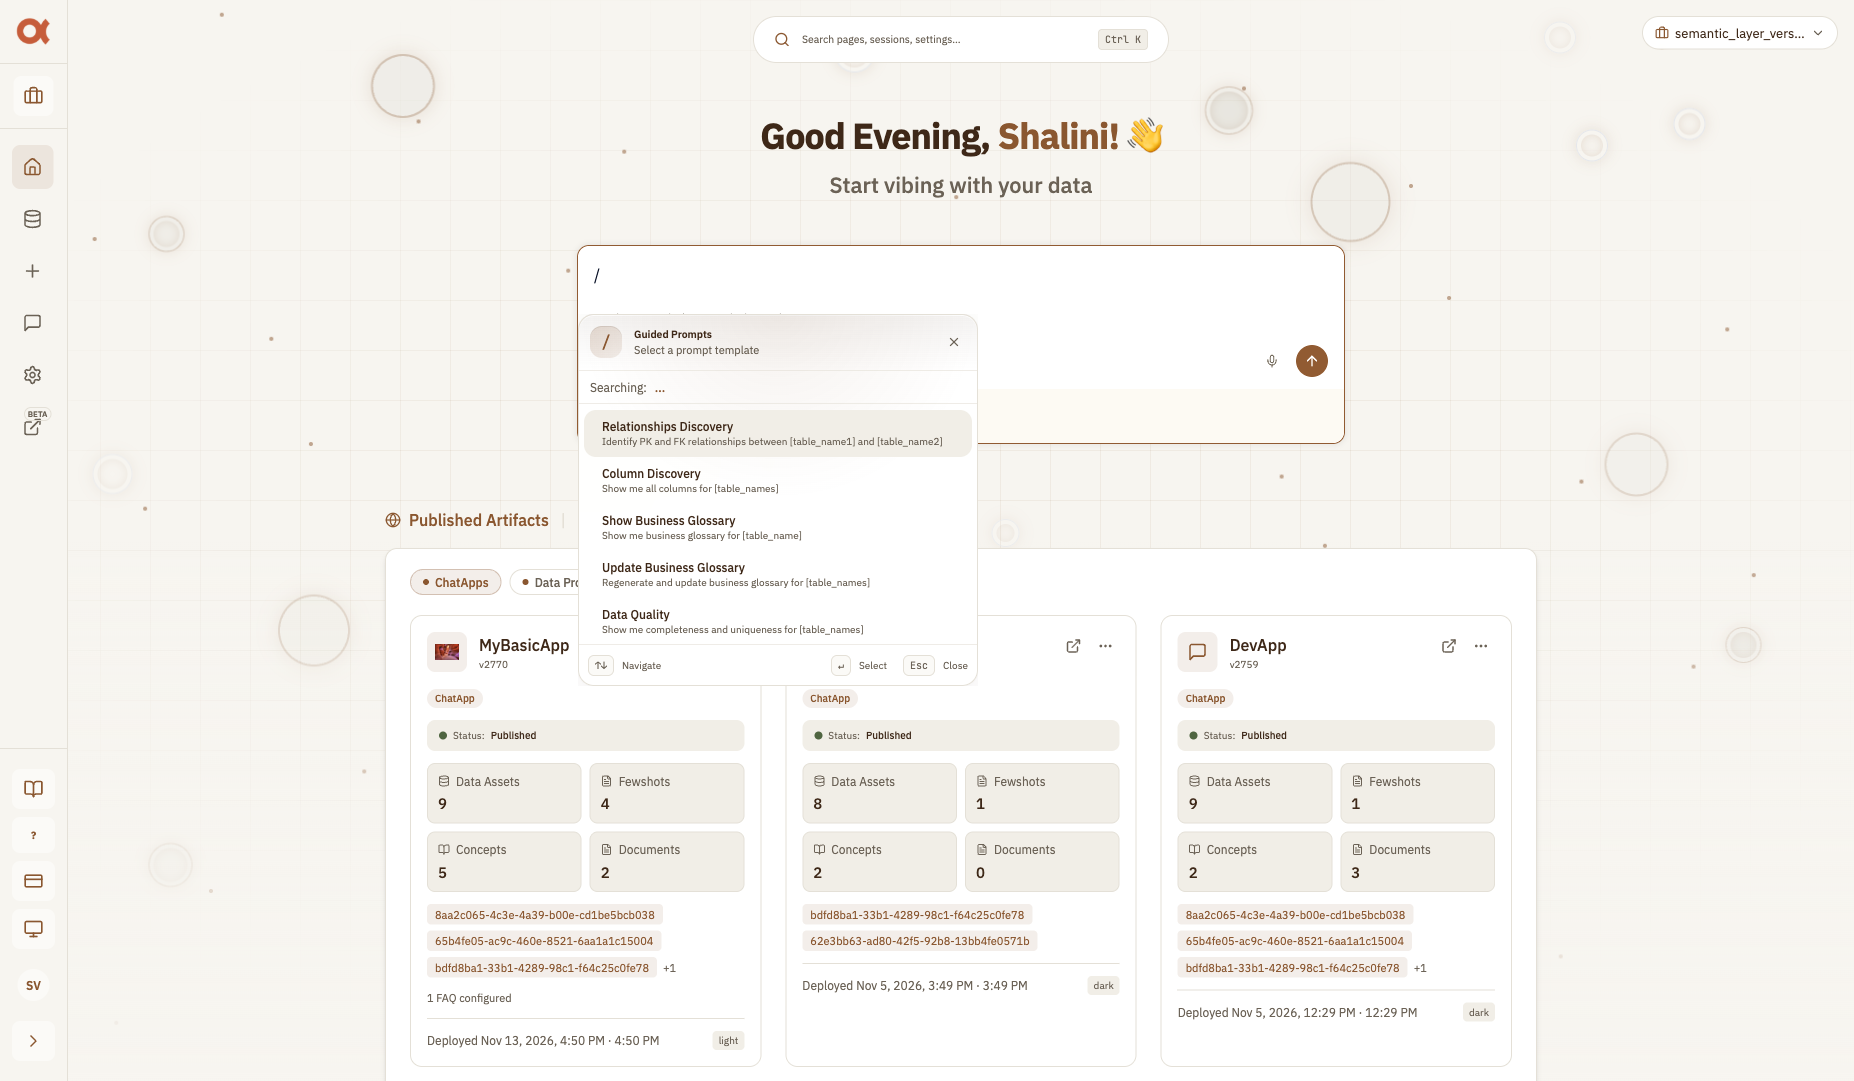 Search pages, sessions, settings...
Ctrl K
semantic_layer_vers...
Good Evening, Shalini! 👋
Start vibing with your data
BETA
/
/
Guided Prompts
Select a prompt template
Searching: ...
Relationships Discovery
Identify PK and FK relationships between [table_name1] and [table_name2]
Column Discovery
Show me all columns for [table_names]
Show Business Glossary
Show me business glossary for [table_name]
Update Business Glossary
Regenerate and update business glossary for [table_names]
Data Quality
Show me completeness and uniqueness for [table_names]
Navigate
↵ Select
Esc Close
Published Artifacts
ChatApps
Data Pro
MyBasicApp
v2770
ChatApp
Status: Published
Data Assets
9
Fewshots
4
Concepts
5
Documents
2
8aa2c065-4c3e-4a39-b00e-cd1be5bcb038
65b4fe05-ac9c-460e-8521-6aa1a1c15004
bdfd8ba1-33b1-4289-98c1-f64c25c0fe78 +1
1 FAQ configured
Deployed Nov 13, 2026, 4:50 PM · 4:50 PM
light
ChatApp
Status: Published
Data Assets
8
Fewshots
1
Concepts
2
Documents
0
bdfd8ba1-33b1-4289-98c1-f64c25c0fe78
62e3bb63-ad80-42f5-92b8-13bb4fe0571b
Deployed Nov 5, 2026, 3:49 PM · 3:49 PM
dark
DevApp
v2759
ChatApp
Status: Published
Data Assets
9
Fewshots
1
Concepts
2
Documents
3
8aa2c065-4c3e-4a39-b00e-cd1be5bcb038
65b4fe05-ac9c-460e-8521-6aa1a1c15004
bdfd8ba1-33b1-4289-98c1-f64c25c0fe78 +1
Deployed Nov 5, 2026, 12:29 PM · 12:29 PM
dark
?
SV